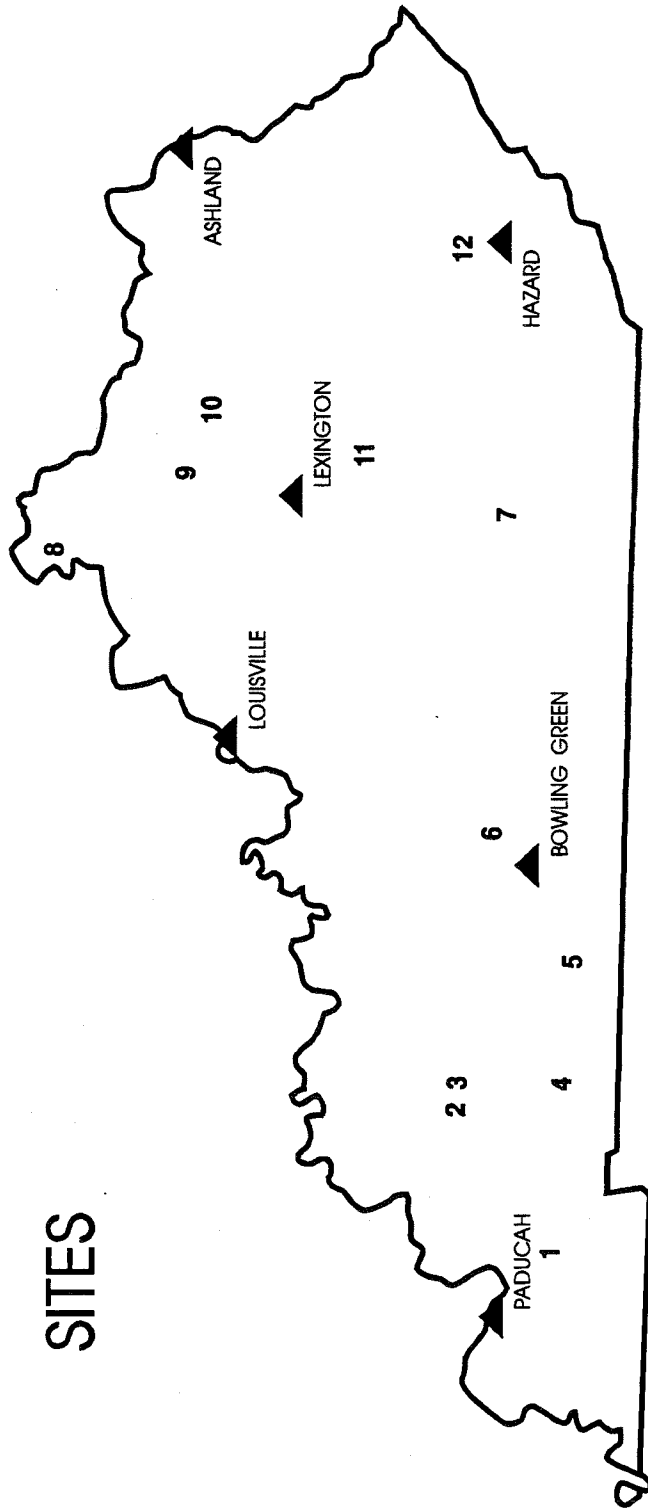 SITES
ASHLAND
8
9
10
LOUISVILLE
LEXINGTON
11
12
HAZARD
2 3
6
7
PADUCAH
1
4
5
BOWLING GREEN